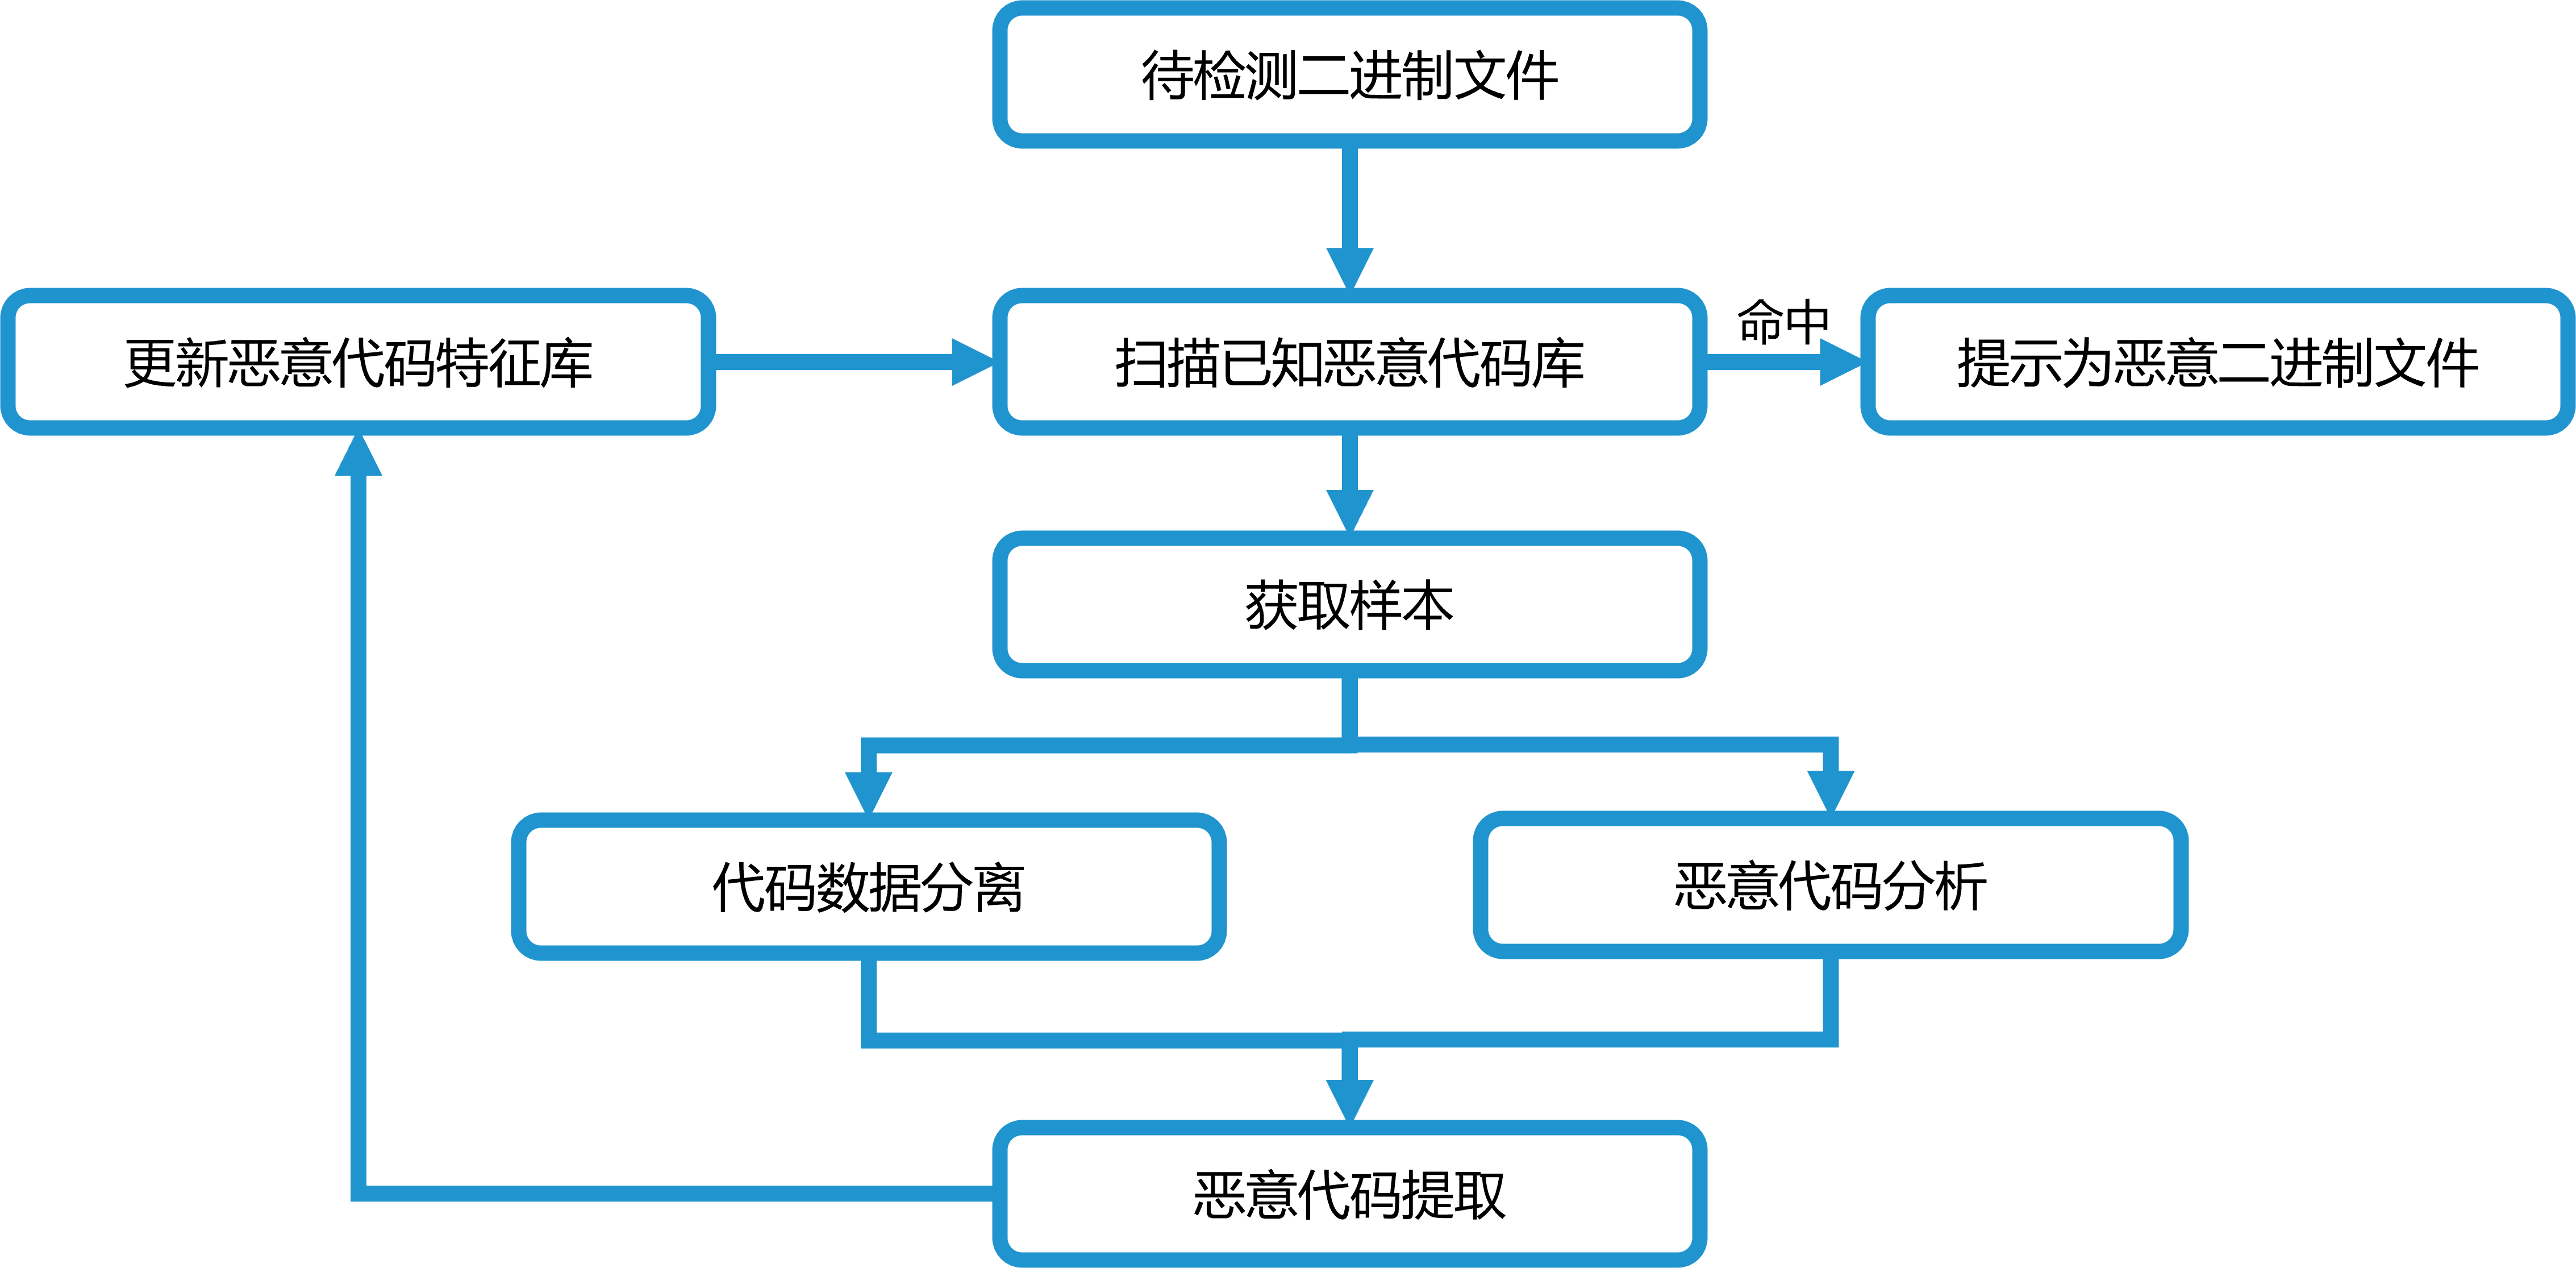 待检测二进制文件
更新恶意代码特征库
扫描已知恶意代码库
命中
提示为恶意二进制文件
获取样本
代码数据分离
恶意代码分析
恶意代码提取